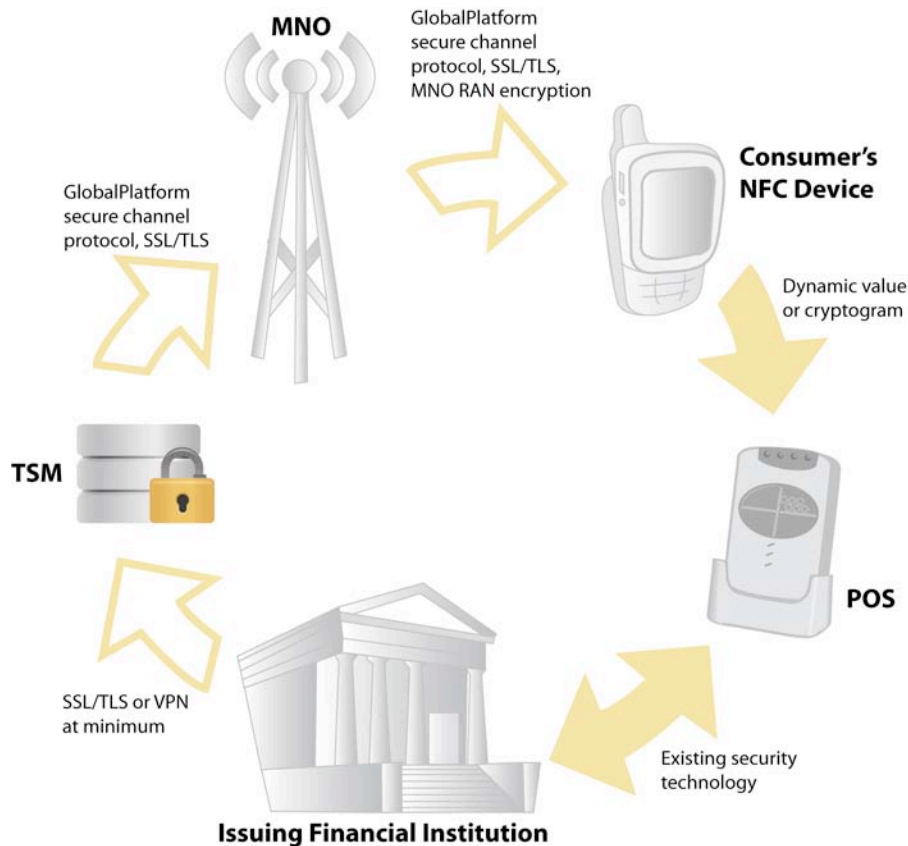 MNO
GlobalPlatform
secure channel
protocol, SSL/TLS,
MNO RAN encryption
Consumer's
NFC Device
GlobalPlatform
secure channel
protocol, SSL/TLS
Dynamic value
or cryptogram
TSM
POS
SSL/TLS or VPN
at minimum
Existing security
technology
Issuing Financial Institution